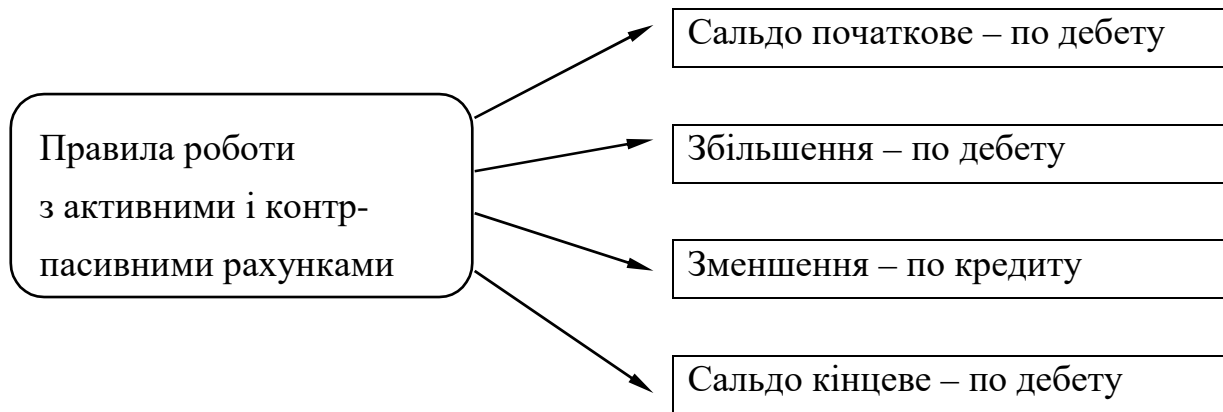 Правила роботи
з активними і контр-
пасивними рахунками
Сальдо початкове – по дебету
Збільшення – по дебету
Зменшення – по кредиту
Сальдо кінцеве – по дебету